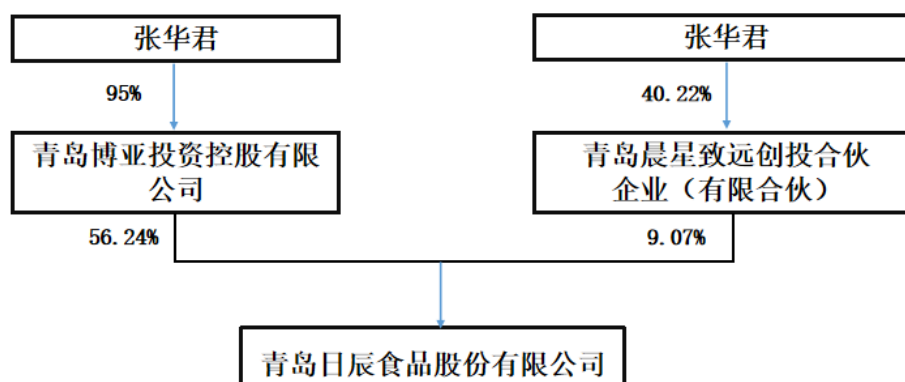 张华君
张华君
95%
40.22%
青岛博亚投资控股有限
公司
青岛晨星致远创投合伙
企业（有限合伙）
56.24%
9.07%
青岛日辰食品股份有限公司